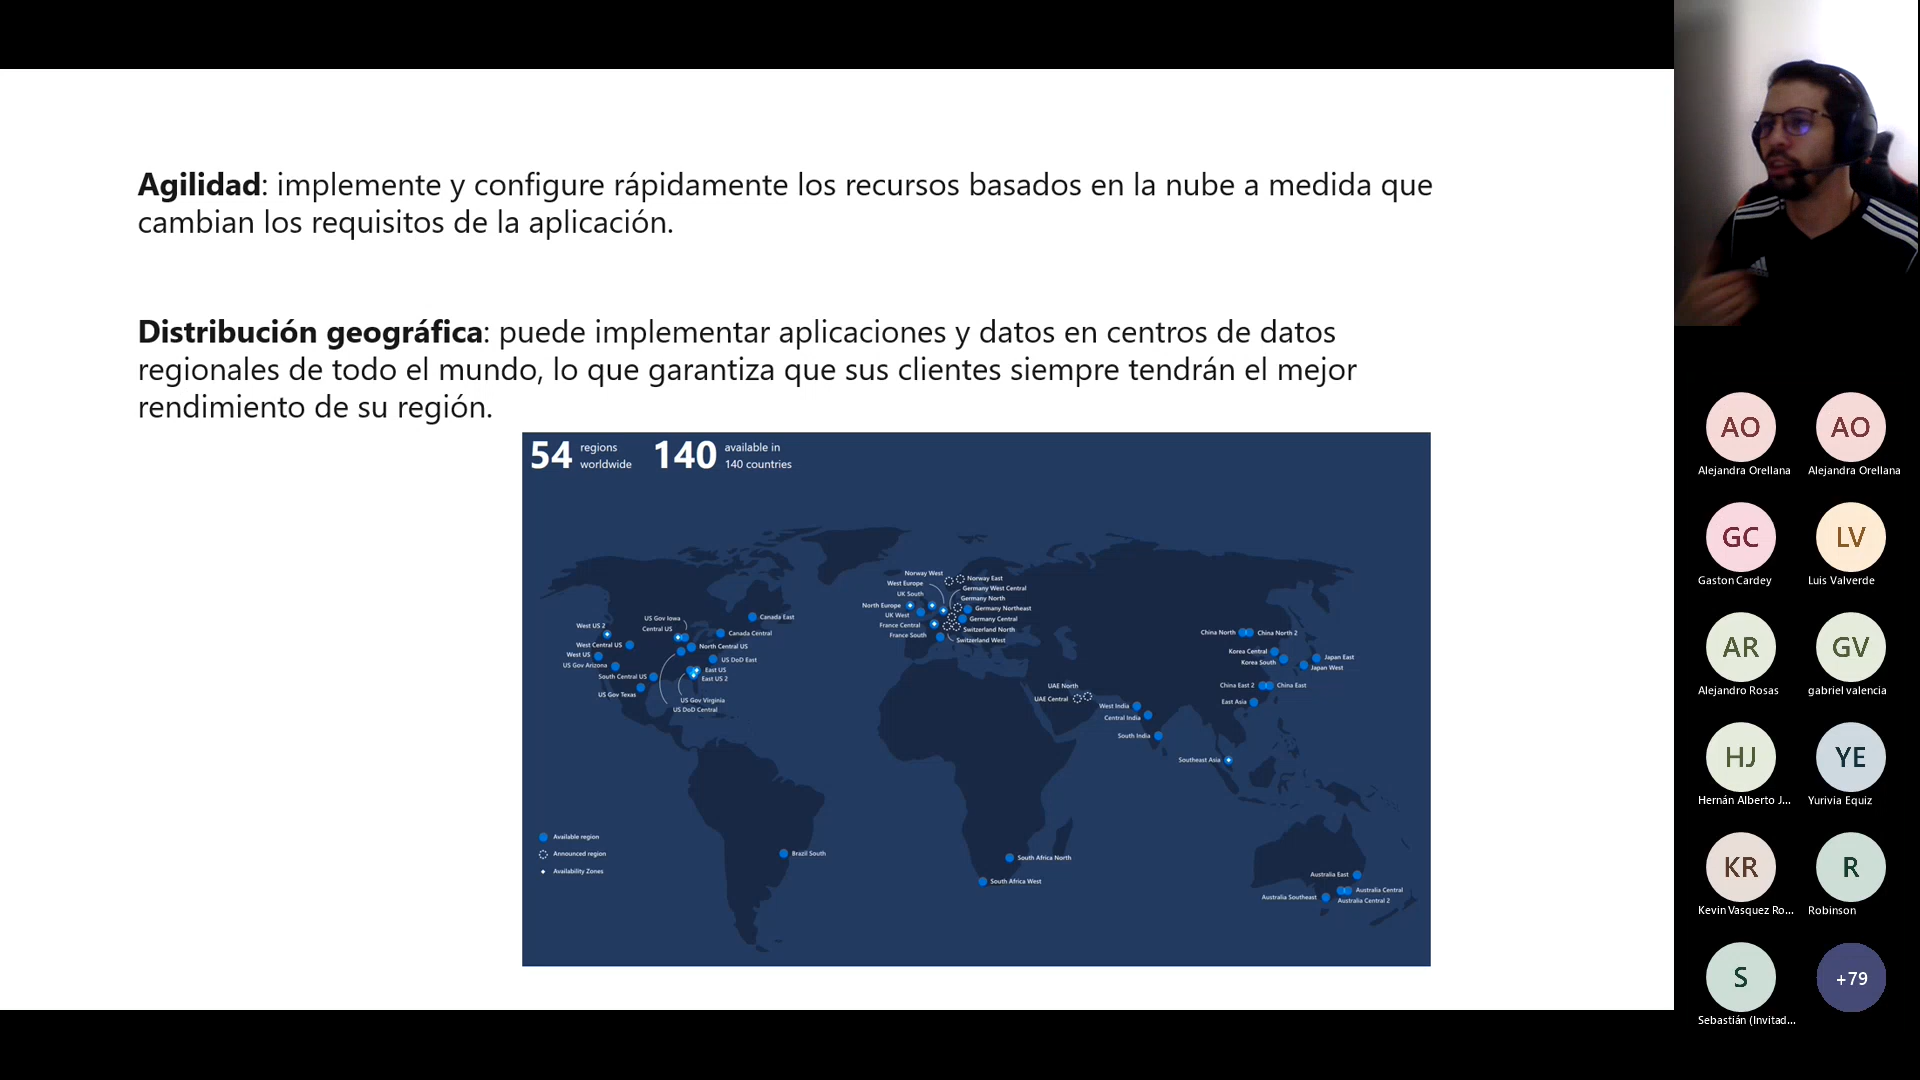 Agilidad: implemente y configure rápidamente los recursos basados en la nube a medida que
cambian los requisitos de la aplicación.
Distribución geográfica: puede implementar aplicaciones y datos en centros de datos
regionales de todo el mundo, lo que garantiza que sus clientes siempre tendrán el mejor
rendimiento de su región.
54 regions worldwide
140 available in 140 countries
Norway West
Norway East
West Europe
Germany West Central
UK South
Germany North
North Europe
Germany Northeast
UK West
Germany Central
France Central
Switzerland North
France South
Switzerland West
Canada East
US Gov Iowa
West US 2
Central US
Canada Central
West Central US
North Central US
West US
US DoD East
US Gov Arizona
East US
South Central US
East US 2
US Gov Texas
US Gov Virginia
US DoD Central
China North
China North 2
Korea Central
Japan East
Korea South
Japan West
UAE North
China East 2
China East
UAE Central
East Asia
West India
Central India
South India
Southeast Asia
Available region
Announced region
Availability Zones
Brazil South
South Africa North
South Africa West
Australia East
Australia Central
Australia Southeast
Australia Central 2
AO
AO
Alejandra Orellana
Alejandra Orellana
GC
LV
Gaston Cardey
Luis Valverde
AR
GV
Alejandro Rosas
gabriel valencia
HJ
YE
Hernán Alberto J...
Yurivia Equiz
KR
R
Kevin Vasquez Ro...
Robinson
S
+79
Sebastián (Invitad...